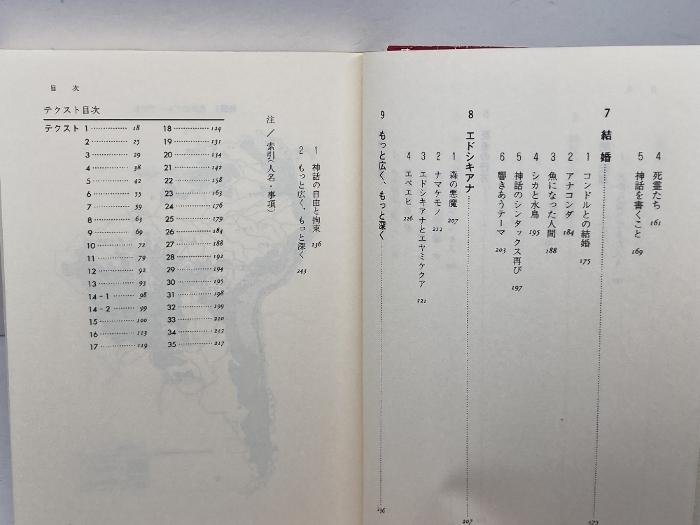 4 死霊たち 161
5 神話を書くこと 169
7 結婚 175
1 コンドルとの結婚 175
2 アナコンダ 184
3 魚になった人間 188
4 シカと水鳥 195
5 神話のシンタックス再び 197
6 響きあうテーマ 203
8 エドシキアナ 207
1 森の悪魔 207
2 ナマケモノ 212
3 エドシキアナとエヤミケクア 221
4 エペエヒ 226
9 もっと広く、もっと深く 236
1 神話の自由と拘束 236
2 もっと広く、もっと深く 243
注/索引(人名・事項)
目 次
テクスト目次
テクスト 1 18
2 25
3 29
4 38
5 42
6 55
7 59
8 63
9 69
10 72
11 79
12 92
13 93
14-1 98
14-2 99
15 100
16 113
17 119
18 124
19 131
20 134
21 142
22 158
23 163
24 176
25 179
26 184
27 188
28 192
29 194
30 195
31 198
32 199
33 210
34 212
35 217